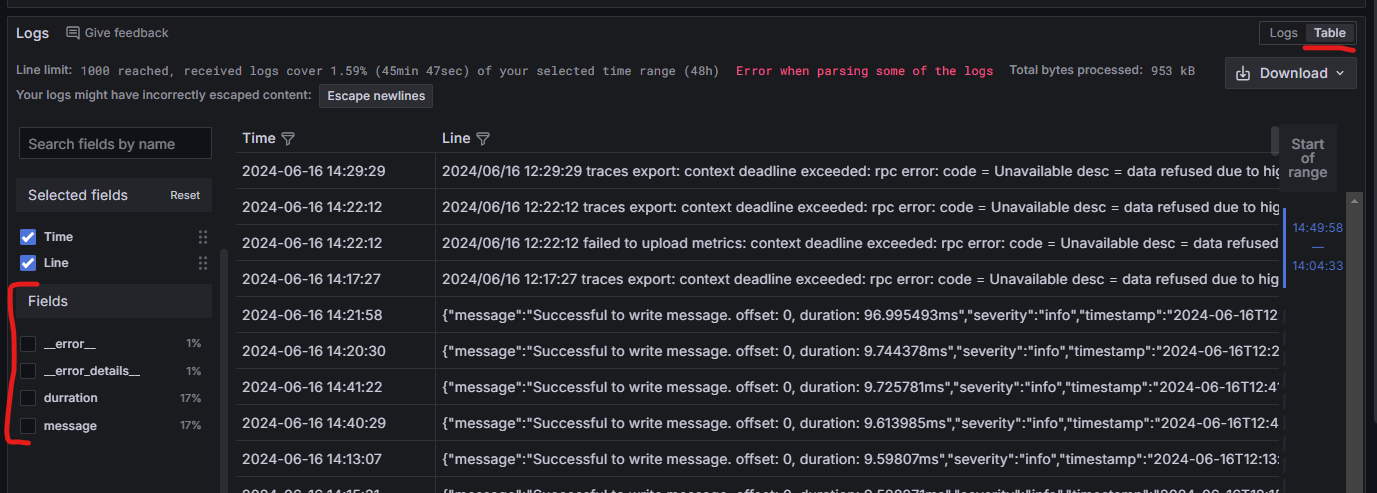 Logs Give feedback Logs Table
Line limit: 1000 reached, received logs cover 1.59% (45min 47sec) of your selected time range (48h) Error when parsing some of the logs Total bytes processed: 953 kB Download
Your logs might have incorrectly escaped content: Escape newlines
Search fields by name
Selected fields Reset
Time
Line
Fields
__error__ 1%
__error_details__ 1%
durration 17%
message 17%
Time Line
2024-06-16 14:29:29 2024/06/16 12:29:29 traces export: context deadline exceeded: rpc error: code = Unavailable desc = data refused due to hig
2024-06-16 14:22:12 2024/06/16 12:22:12 traces export: context deadline exceeded: rpc error: code = Unavailable desc = data refused due to hig
2024-06-16 14:22:12 2024/06/16 12:22:12 failed to upload metrics: context deadline exceeded: rpc error: code = Unavailable desc = data refused
2024-06-16 14:17:27 2024/06/16 12:17:27 traces export: context deadline exceeded: rpc error: code = Unavailable desc = data refused due to hig
2024-06-16 14:21:58 {"message":"Successful to write message. offset: 0, duration: 96.995493ms","severity":"info","timestamp":"2024-06-16T12
2024-06-16 14:20:30 {"message":"Successful to write message. offset: 0, duration: 9.744378ms","severity":"info","timestamp":"2024-06-16T12:2
2024-06-16 14:41:22 {"message":"Successful to write message. offset: 0, duration: 9.725781ms","severity":"info","timestamp":"2024-06-16T12:4
2024-06-16 14:40:29 {"message":"Successful to write message. offset: 0, duration: 9.613985ms","severity":"info","timestamp":"2024-06-16T12:4
2024-06-16 14:13:07 {"message":"Successful to write message. offset: 0, duration: 9.59807ms","severity":"info","timestamp":"2024-06-16T12:13:
Start
of
range
14:49:58
—
14:04:33